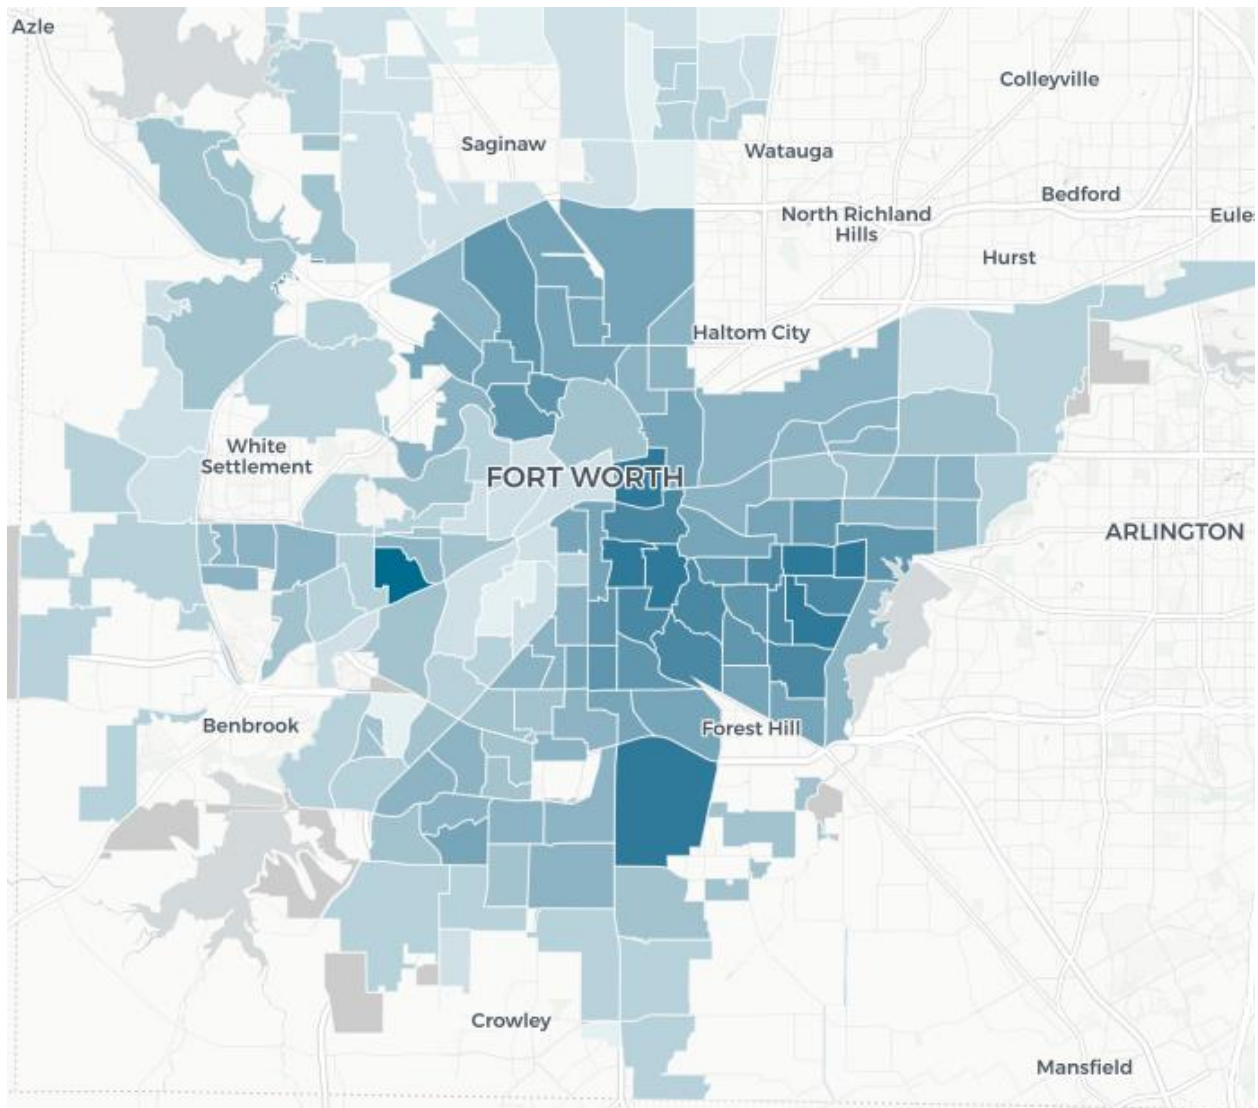 Azle
Colleyville
Saginaw
Watauga
Bedford
North Richland
Hills
Eules
Hurst
Haltom City
White
Settlement
FORT WORTH
ARLINGTON
Benbrook
Forest Hill
Crowley
Mansfield